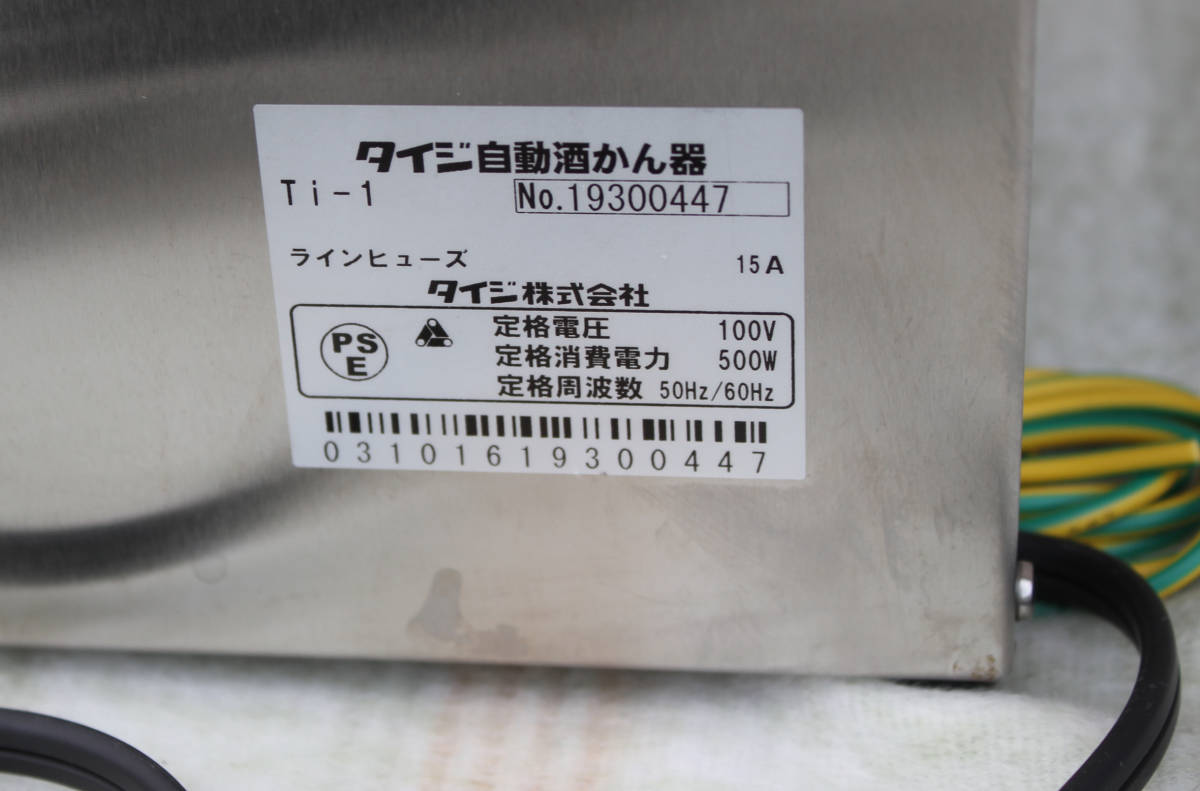 タイジ自動酒かん器
Ti-1 No.19300447
ラインヒューズ 15A
タイジ株式会社
PS
E
定格電圧 100V
定格消費電力 500W
定格周波数 50Hz/60Hz
03101619300447